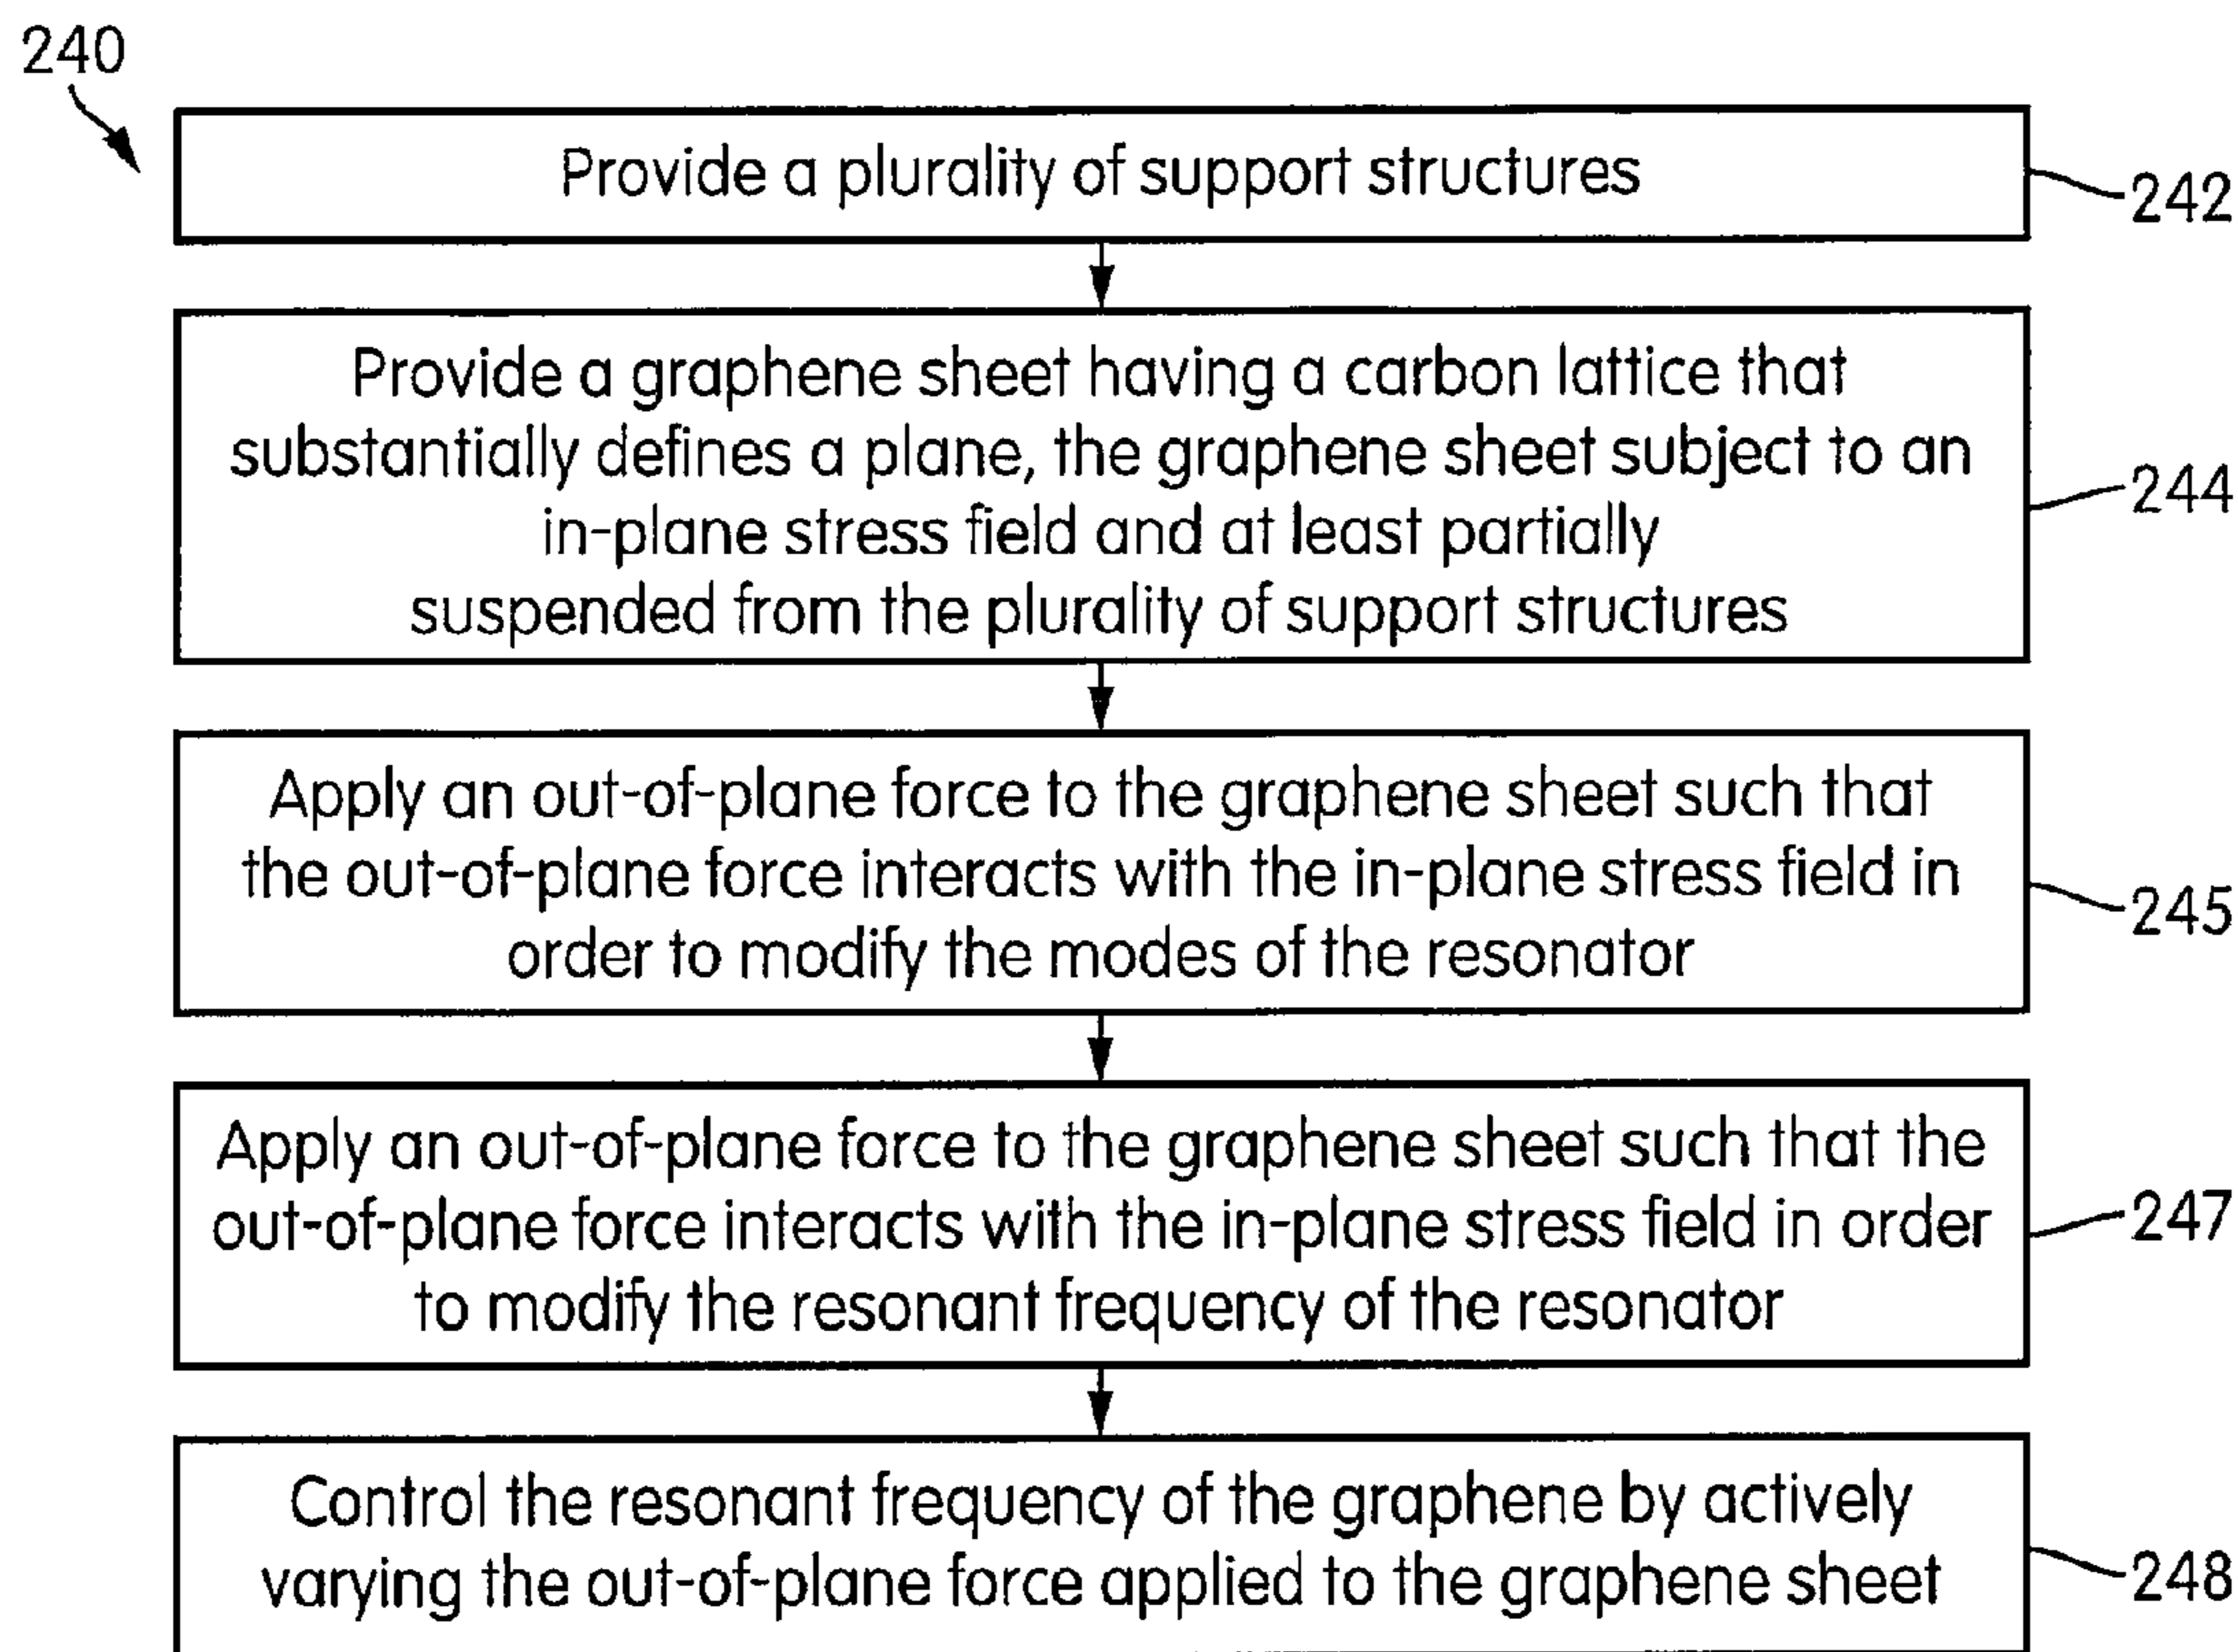 240
Provide a plurality of support structures
242
Provide a graphene sheet having a carbon lattice that
substantially defines a plane, the graphene sheet subject to an
in-plane stress field and at least partially
suspended from the plurality of support structures
244
Apply an out-of-plane force to the graphene sheet such that
the out-of-plane force interacts with the in-plane stress field in
order to modify the modes of the resonator
245
Apply an out-of-plane force to the graphene sheet such that the
out-of-plane force interacts with the in-plane stress field in order
to modify the resonant frequency of the resonator
247
Control the resonant frequency of the graphene by actively
varying the out-of-plane force applied to the graphene sheet
248